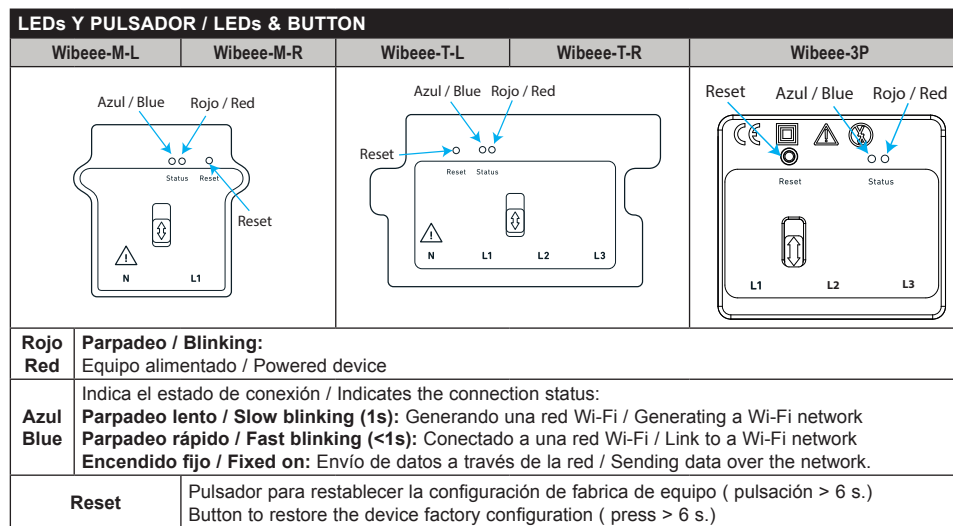 LEDs Y PULSADOR / LEDs & BUTTON
Wibeee-M-L
Wibeee-M-R
Wibeee-T-L
Wibeee-T-R
Wibeee-3P
Azul / Blue
Rojo / Red
Status
Reset
Reset
N
L1
Azul / Blue
Rojo / Red
Reset
Reset
Status
N
L1
L2
L3
Reset
Azul / Blue
Rojo / Red
CE
Reset
Status
L1
L2
L3
Rojo
Red
Parpadeo / Blinking:
Equipo alimentado / Powered device
Azul
Blue
Indica el estado de conexión / Indicates the connection status:
Parpadeo lento / Slow blinking (1s): Generando una red Wi-Fi / Generating a Wi-Fi network
Parpadeo rápido / Fast blinking (<1s): Conectado a una red Wi-Fi / Link to a Wi-Fi network
Encendido fijo / Fixed on: Envío de datos a través de la red / Sending data over the network.
Reset
Pulsador para restablecer la configuración de fabrica de equipo ( pulsación > 6 s.)
Button to restore the device factory configuration ( press > 6 s.)